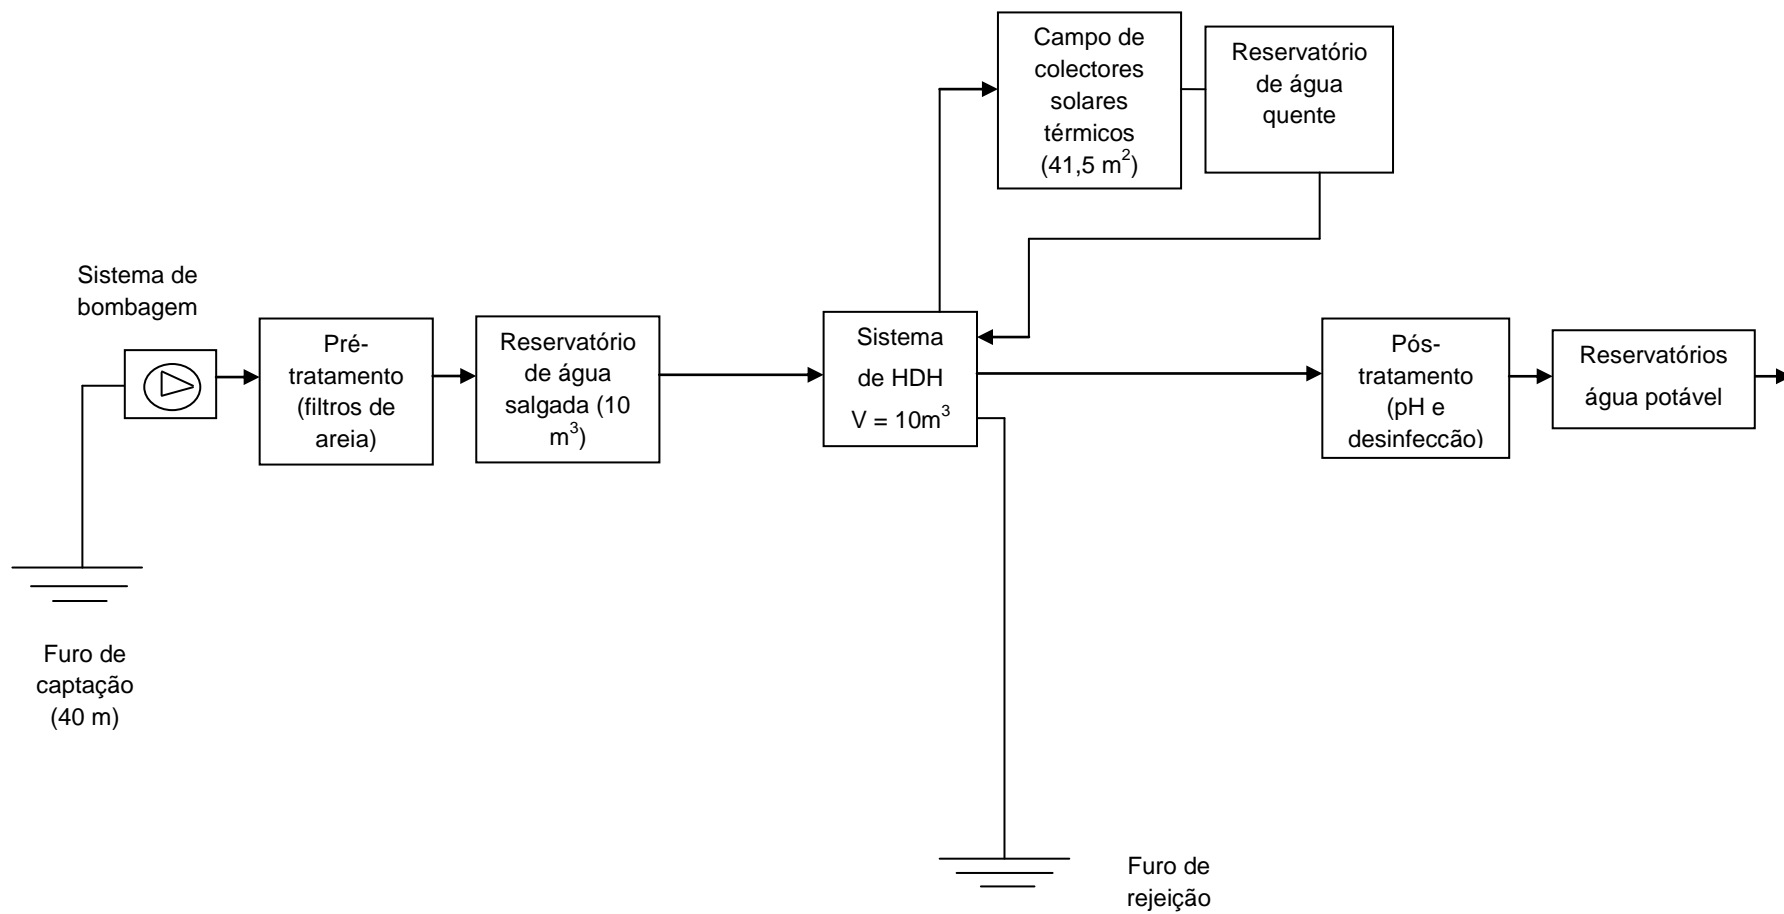 Campo de
colectores
solares
térmicos
(41,5 m²)
Reservatório
de água
quente
Sistema de
bombagem
Pré-
tratamento
(filtros de
areia)
Reservatório
de água
salgada (10
m³)
Sistema
de HDH
V = 10m³
Pós-
tratamento
(pH e
desinfecção)
Reservatórios
água potável
Furo de
captação
(40 m)
Furo de
rejeição